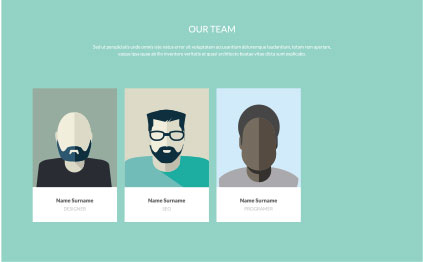 OUR TEAM
Sed ut perspiciatis unde omnis iste natus error sit voluptatem accusantium doloremque laudantium, totam rem aperiam,
eaque ipsa quae ab illo inventore veritatis et quasi architecto beatae vitae dicta sunt explicabo.
Name Surname
DESIGNER
Name Surname
SEO
Name Surname
PROGRAMER